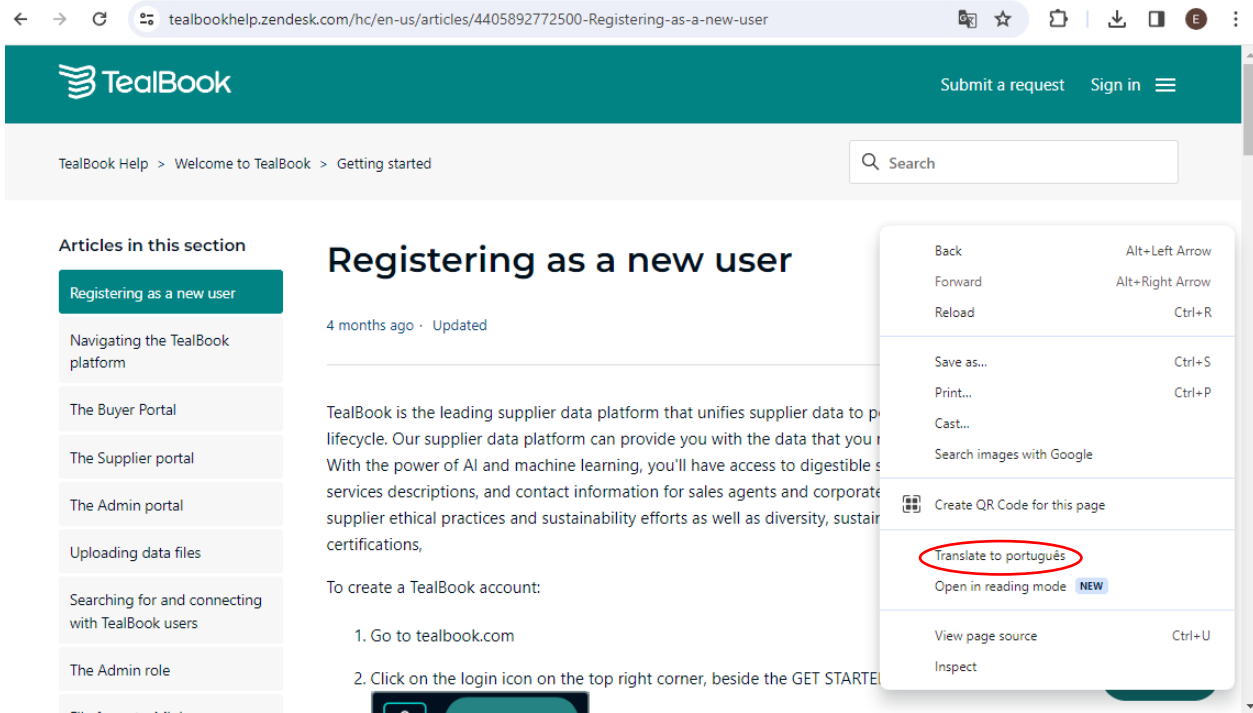 tealbookhelp.zendesk.com/hc/en-us/articles/4405892772500-Registering-as-a-new-user
E
TealBook
Submit a request Sign in
TealBook Help > Welcome to TealBook > Getting started
Search
Articles in this section
Registering as a new user
Navigating the TealBook
platform
The Buyer Portal
The Supplier portal
The Admin portal
Uploading data files
Searching for and connecting
with TealBook users
The Admin role
Registering as a new user
4 months ago · Updated
TealBook is the leading supplier data platform that unifies supplier data to
lifecycle. Our supplier data platform can provide you with the data that you
With the power of AI and machine learning, you'll have access to digestible
services descriptions, and contact information for sales agents and corporate
supplier ethical practices and sustainability efforts as well as diversity,
certifications,
To create a TealBook account:
1. Go to tealbook.com
2. Click on the login icon on the top right corner, beside the GET
Back Alt+Left Arrow
Forward Alt+Right Arrow
Reload Ctrl+R
Save as... Ctrl+S
Print... Ctrl+P
Cast...
Search images with Google
Create QR Code for this page
Translate to português
Open in reading mode NEW
View page source Ctrl+U
Inspect